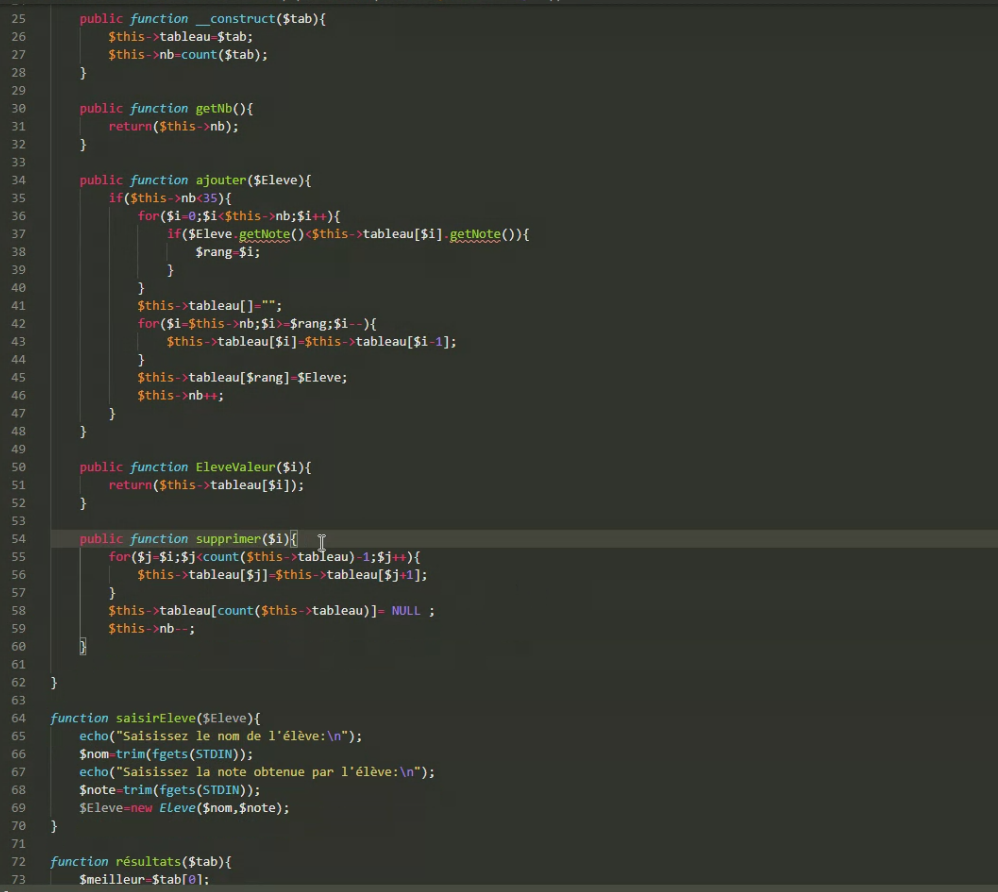 25 public function __construct($tab){
26 $this->tableau=$tab;
27 $this->nb=count($tab);
28 }
29
30 public function getNb(){
31 return($this->nb);
32 }
33
34 public function ajouter($Eleve){
35 if($this->nb<35){
36 for($i=0;$i<$this->nb;$i++){
37 if($Eleve.getNote()<$this->tableau[$i].getNote()){
38 $rang=$i;
39 }
40 }
41 $this->tableau[]="";
42 for($i=$this->nb;$i>=$rang;$i--){
43 $this->tableau[$i]=$this->tableau[$i-1];
44 }
45 $this->tableau[$rang]=$Eleve;
46 $this->nb++;
47 }
48 }
49
50 public function EleveValeur($i){
51 return($this->tableau[$i]);
52 }
53
54 public function supprimer($i){
55 for($j=$i;$j<count($this->tableau)-1;$j++){
56 $this->tableau[$j]=$this->tableau[$j+1];
57 }
58 $this->tableau[count($this->tableau)]= NULL ;
59 $this->nb--;
60 }
61
62 }
63
64 function saisirEleve($Eleve){
65 echo("Saisissez le nom de l'élève:\n");
66 $nom=trim(fgets(STDIN));
67 echo("Saisissez la note obtenue par l'élève:\n");
68 $note=trim(fgets(STDIN));
69 $Eleve=new Eleve($nom,$note);
70 }
71
72 function résultats($tab){
73 $meilleur=$tab[0];